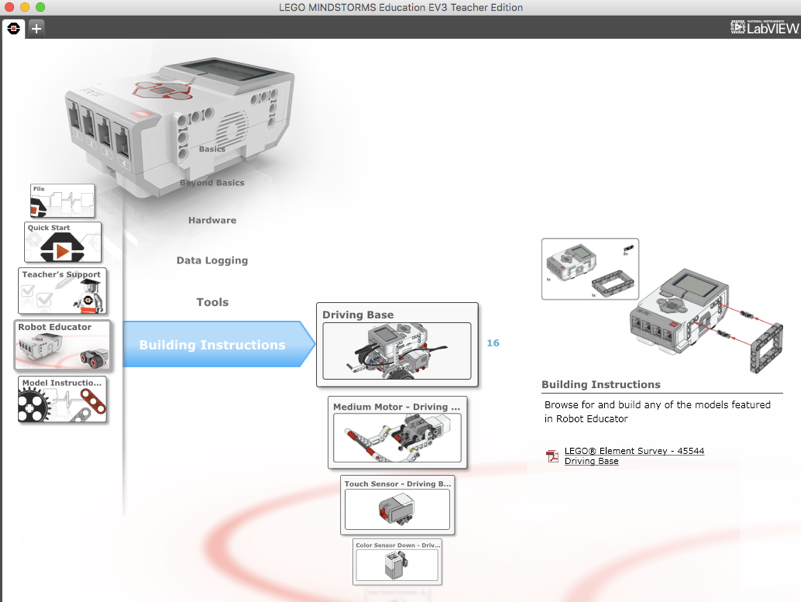 LEGO MINDSTORMS Education EV3 Teacher Edition
NATIONAL INSTRUMENTS
LabVIEW
Basics
Beyond Basics
Hardware
Data Logging
Tools
Building Instructions
File
Quick Start
Teacher's Support
Robot Educator
Model Instructio...
Driving Base
16
Medium Motor - Driving ...
Touch Sensor - Driving B...
Color Sensor Down - Driv...
Building Instructions
Browse for and build any of the models featured
in Robot Educator
LEGO® Element Survey - 45544
Driving Base